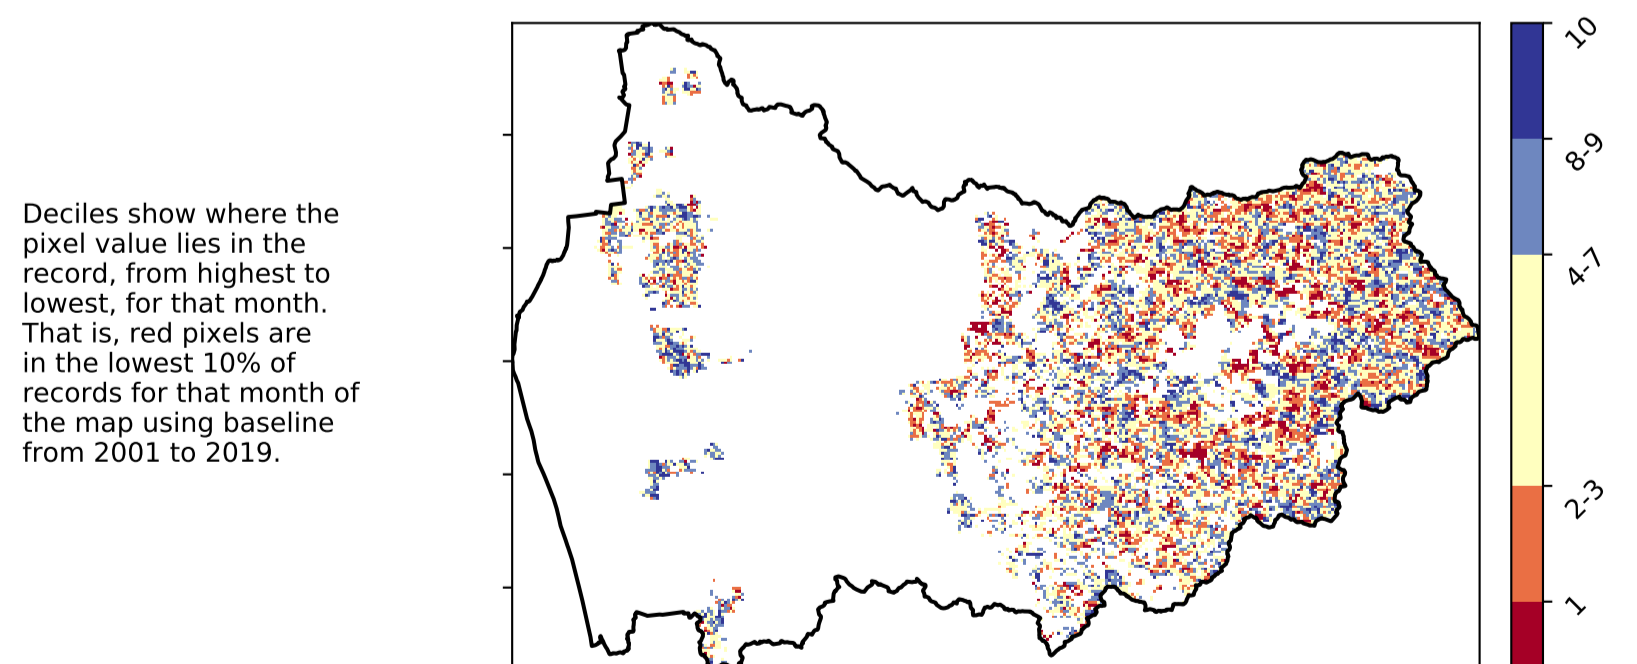 Deciles show where the
pixel value lies in the
record, from highest to
lowest, for that month.
That is, red pixels are
in the lowest 10% of
records for that month of
the map using baseline
from 2001 to 2019.
10
8-9
4-7
2-3
1